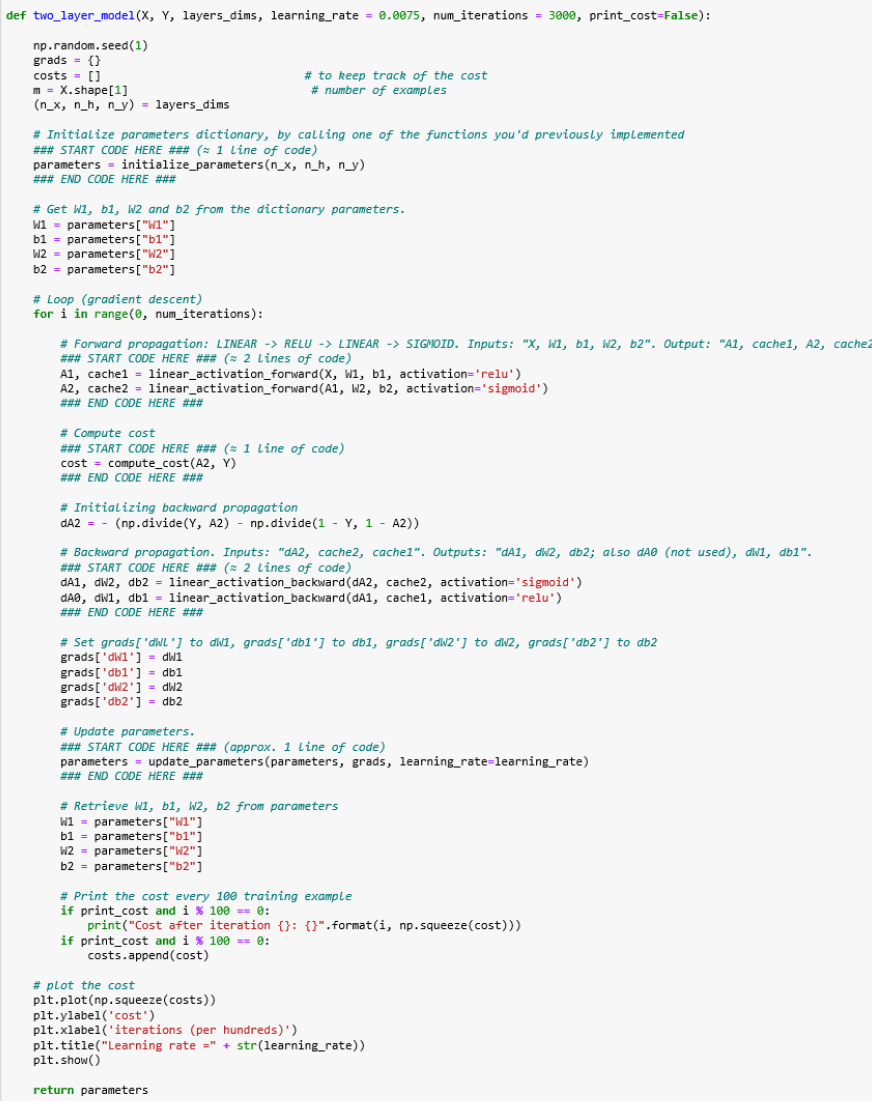 def two_layer_model(X, Y, layers_dims, learning_rate = 0.0075, num_iterations = 3000, print_cost=False):
np.random.seed(1)
grads = {}
costs = []                              # to keep track of the cost
m = X.shape[1]                           # number of examples
(n_x, n_h, n_y) = layers_dims
# Initialize parameters dictionary, by calling one of the functions you'd previously implemented
### START CODE HERE ### (≈ 1 line of code)
parameters = initialize_parameters(n_x, n_h, n_y)
### END CODE HERE ###
# Get W1, b1, W2 and b2 from the dictionary parameters.
W1 = parameters["W1"]
b1 = parameters["b1"]
W2 = parameters["W2"]
b2 = parameters["b2"]
# Loop (gradient descent)
for i in range(0, num_iterations):
# Forward propagation: LINEAR -> RELU -> LINEAR -> SIGMOID. Inputs: "X, W1, b1, W2, b2". Output: "A1, cache1, A2, cache2
### START CODE HERE ### (≈ 2 lines of code)
A1, cache1 = linear_activation_forward(X, W1, b1, activation='relu')
A2, cache2 = linear_activation_forward(A1, W2, b2, activation='sigmoid')
### END CODE HERE ###
# Compute cost
### START CODE HERE ### (≈ 1 line of code)
cost = compute_cost(A2, Y)
### END CODE HERE ###
# Initializing backward propagation
dA2 = - (np.divide(Y, A2) - np.divide(1 - Y, 1 - A2))
# Backward propagation. Inputs: "dA2, cache2, cache1". Outputs: "dA1, dW2, db2; also dA0 (not used), dW1, db1".
### START CODE HERE ### (≈ 2 lines of code)
dA1, dW2, db2 = linear_activation_backward(dA2, cache2, activation='sigmoid')
dA0, dW1, db1 = linear_activation_backward(dA1, cache1, activation='relu')
### END CODE HERE ###
# Set grads['dWl'] to dW1, grads['db1'] to db1, grads['dW2'] to dW2, grads['db2'] to db2
grads['dW1'] = dW1
grads['db1'] = db1
grads['dW2'] = dW2
grads['db2'] = db2
# Update parameters.
### START CODE HERE ### (approx. 1 line of code)
parameters = update_parameters(parameters, grads, learning_rate=learning_rate)
### END CODE HERE ###
# Retrieve W1, b1, W2, b2 from parameters
W1 = parameters["W1"]
b1 = parameters["b1"]
W2 = parameters["W2"]
b2 = parameters["b2"]
# Print the cost every 100 training example
if print_cost and i % 100 == 0:
print("Cost after iteration {}: {}".format(i, np.squeeze(cost)))
if print_cost and i % 100 == 0:
costs.append(cost)
# plot the cost
plt.plot(np.squeeze(costs))
plt.ylabel('cost')
plt.xlabel('iterations (per hundreds)')
plt.title("Learning rate =" + str(learning_rate))
plt.show()
return parameters